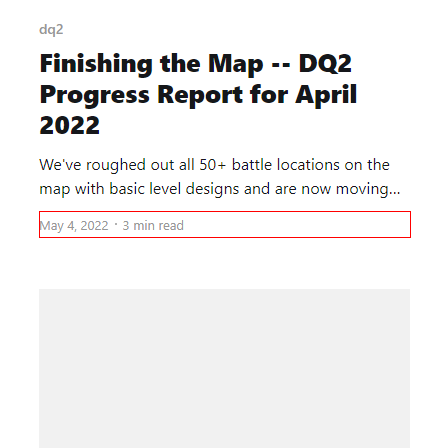 dq2
Finishing the Map -- DQ2
Progress Report for April
2022
We've roughed out all 50+ battle locations on the
map with basic level designs and are now moving...
May 4, 2022 · 3 min read